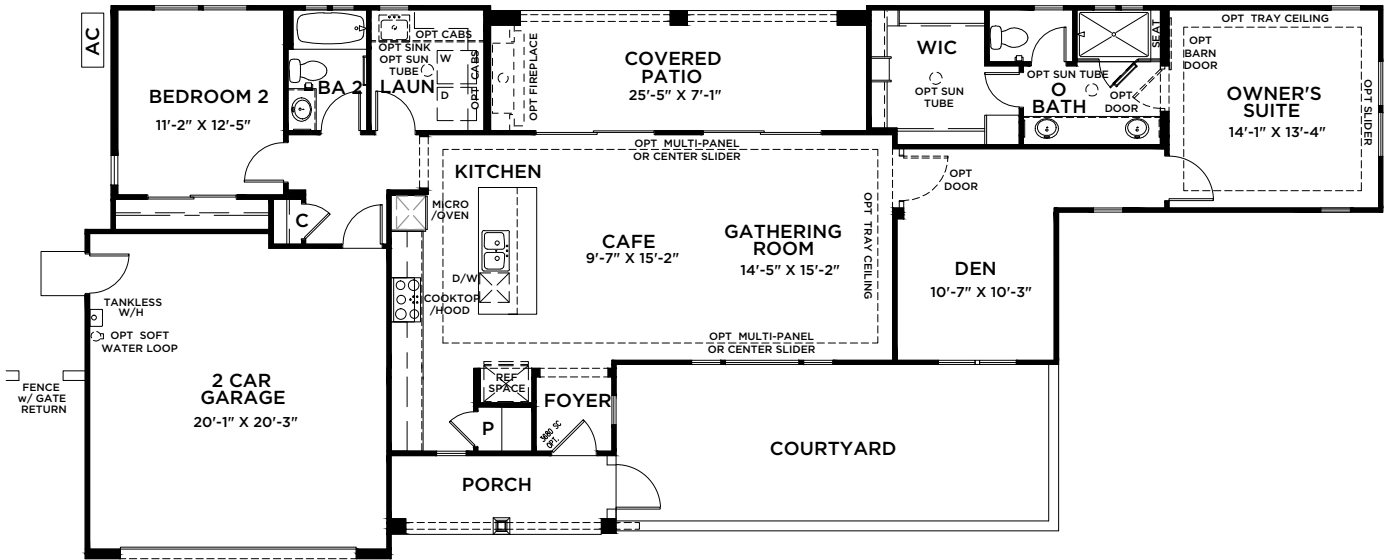 AC
BEDROOM 2
11'-2" X 12'-5"
BA 2
OPT CABS
OPT SINK
OPT SUN
TUBE
W
D
OPT CABS
LAUN
OPT FIREPLACE
COVERED
PATIO
25'-5" X 7'-1"
WIC
OPT SUN
TUBE
OPT SUN TUBE
O
BATH
OPT
DOOR
SEAT
OPT
BARN
DOOR
OPT TRAY CEILING
OWNER'S
SUITE
14'-1" X 13'-4"
OPT SLIDER
OPT MULTI-PANEL
OR CENTER SLIDER
KITCHEN
OPT
DOOR
C
MICRO
/OVEN
CAFE
9'-7" X 15'-2"
GATHERING
ROOM
14'-5" X 15'-2"
OPT TRAY CEILING
DEN
10'-7" X 10'-3"
D/W
COOKTOP
/HOOD
TANKLESS
W/H
OPT SOFT
WATER LOOP
OPT MULTI-PANEL
OR CENTER SLIDER
FENCE
w/ GATE
RETURN
2 CAR
GARAGE
20'-1" X 20'-3"
REF
SPACE
FOYER
3680 SC
OPT.
P
COURTYARD
PORCH